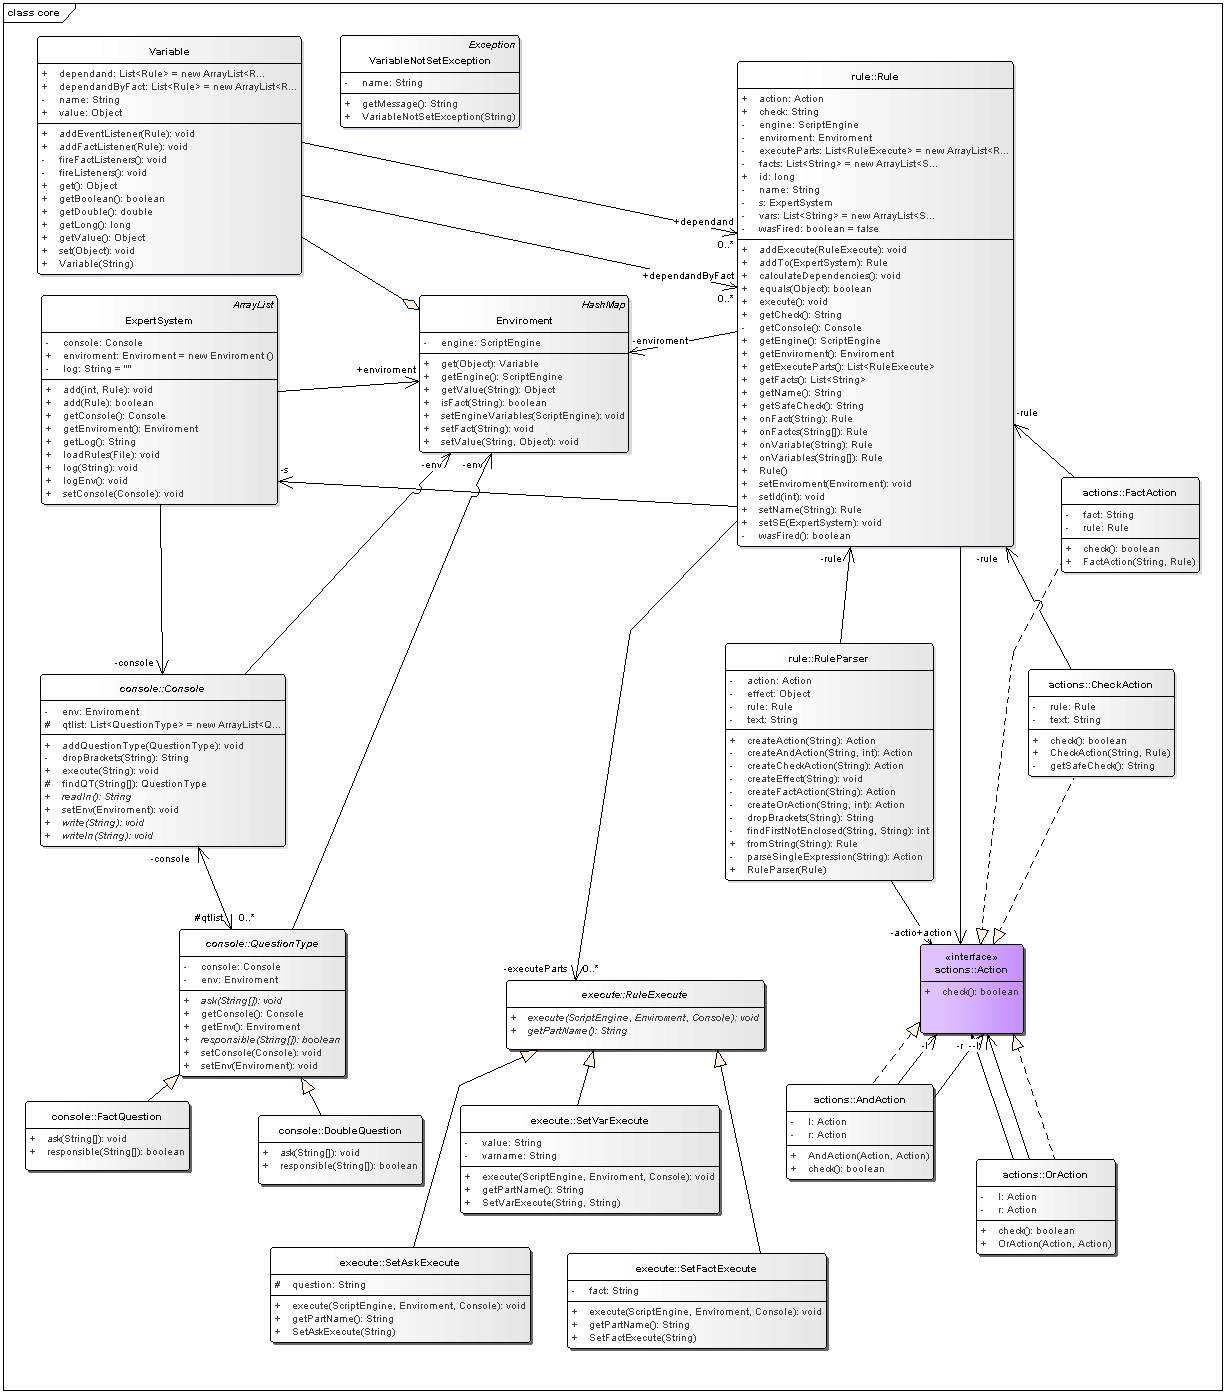 class core
Variable
+ dependand: List<Rule> = new ArrayList<R...
+ dependandByFact: List<Rule> = new ArrayList<R...
- name: String
+ value: Object
+ addEventListener(Rule): void
+ addFactListener(Rule): void
- fireFactListeners(): void
- fireListeners(): void
+ get(): Object
+ getBoolean(): boolean
+ getDouble(): double
+ getLong(): long
+ getValue(): Object
+ set(Object): void
+ Variable(String)
Exception
VariableNotSetException
- name: String
+ getMessage(): String
+ VariableNotSetException(String)
rule::Rule
+ action: Action
+ check: String
- engine: ScriptEngine
- enviroment: Enviroment
- executeParts: List<RuleExecute> = new ArrayList<R...
- facts: List<String> = new ArrayList<S...
+ id: long
- name: String
- s: ExpertSystem
- vars: List<String> = new ArrayList<S...
- wasFired: boolean = false
+ addExecute(RuleExecute): void
+ addTo(ExpertSystem): Rule
+ calculateDependencies(): void
+ equals(Object): boolean
+ execute(): void
+ getCheck(): String
- getConsole(): Console
+ getEngine(): ScriptEngine
+ getEnviroment(): Enviroment
+ getExecuteParts(): List<RuleExecute>
+ getFacts(): List<String>
+ getName(): String
+ getSafeCheck(): String
+ onFact(String): Rule
+ onFactcs(String[]): Rule
+ onVariable(String): Rule
+ onVariables(String[]): Rule
+ Rule()
+ setEnviroment(Enviroment): void
+ setId(int): void
+ setName(String): Rule
+ setSE(ExpertSystem): void
- wasFired(): boolean
+dependand
0..*
+dependandByFact
0..*
ArrayList
ExpertSystem
- console: Console
+ enviroment: Enviroment = new Enviroment ()
- log: String = ""
+ add(int, Rule): void
+ add(Rule): boolean
+ getConsole(): Console
+ getEnviroment(): Enviroment
+ getLog(): String
+ loadRules(File): void
+ log(String): void
+ logEnv(): void
+ setConsole(Console): void
HashMap
Enviroment
- engine: ScriptEngine
+ get(Object): Variable
+ getEngine(): ScriptEngine
+ getValue(String): Object
+ isFact(String): boolean
+ setEngineVariables(ScriptEngine): void
+ setFact(String): void
+ setValue(String, Object): void
-enviroment
+enviroment
-env
-env
-s
-rule
actions::FactAction
- fact: String
- rule: Rule
+ check(): boolean
+ FactAction(String, Rule)
-rule
-rule
-console
console::Console
- env: Enviroment
# qtlist: List<QuestionType> = new ArrayList<Q...
+ addQuestionType(QuestionType): void
- dropBrackets(String): String
+ execute(String): void
# findQT(String[]): QuestionType
+ readln(): String
+ setEnv(Enviroment): void
+ write(String): void
+ writeln(String): void
rule::RuleParser
- action: Action
- effect: Object
- rule: Rule
- text: String
+ createAction(String): Action
- createAndAction(String, int): Action
- createCheckAction(String): Action
- createEffect(String): void
- createFactAction(String): Action
- createOrAction(String, int): Action
- dropBrackets(String): String
- findFirstNotEnclosed(String, String): int
+ fromString(String): Rule
- parseSingleExpression(String): Action
+ RuleParser(Rule)
actions::CheckAction
- rule: Rule
- text: String
+ check(): boolean
+ CheckAction(String, Rule)
- getSafeCheck(): String
-console
#qtlist
0..*
console::QuestionType
- console: Console
- env: Enviroment
+ ask(String[]): void
+ getConsole(): Console
+ getEnv(): Enviroment
+ responsible(String[]): boolean
+ setConsole(Console): void
+ setEnv(Enviroment): void
-executeParts
0..*
execute::RuleExecute
+ execute(ScriptEngine, Enviroment, Console): void
+ getPartName(): String
-actio+action
«interface»
actions::Action
+ check(): boolean
-l
-r
-l
console::FactQuestion
+ ask(String[]): void
+ responsible(String[]): boolean
console::DoubleQuestion
+ ask(String[]): void
+ responsible(String[]): boolean
execute::SetVarExecute
- value: String
- varname: String
+ execute(ScriptEngine, Enviroment, Console): void
+ getPartName(): String
+ SetVarExecute(String, String)
actions::AndAction
- l: Action
- r: Action
+ AndAction(Action, Action)
+ check(): boolean
actions::OrAction
- l: Action
- r: Action
+ check(): boolean
+ OrAction(Action, Action)
execute::SetAskExecute
# question: String
+ execute(ScriptEngine, Enviroment, Console): void
+ getPartName(): String
+ SetAskExecute(String)
execute::SetFactExecute
- fact: String
+ execute(ScriptEngine, Enviroment, Console): void
+ getPartName(): String
+ SetFactExecute(String)